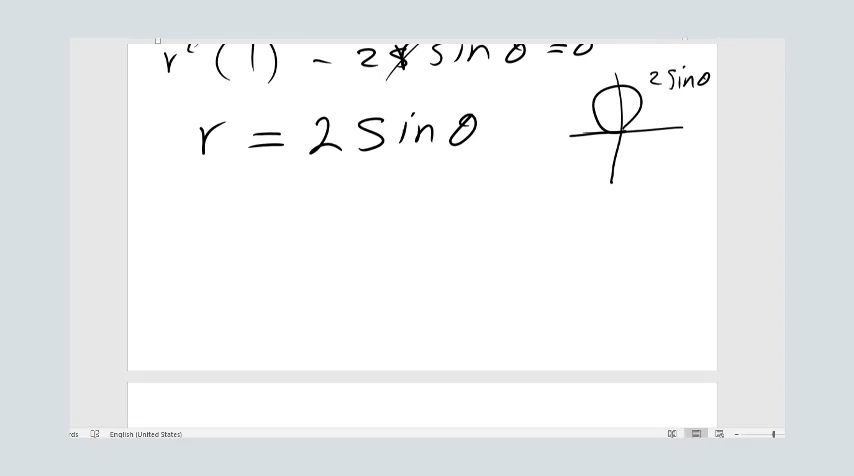 r² (1) - 2r sin θ = 0
2 sin θ
r = 2 sin θ
English (United States)